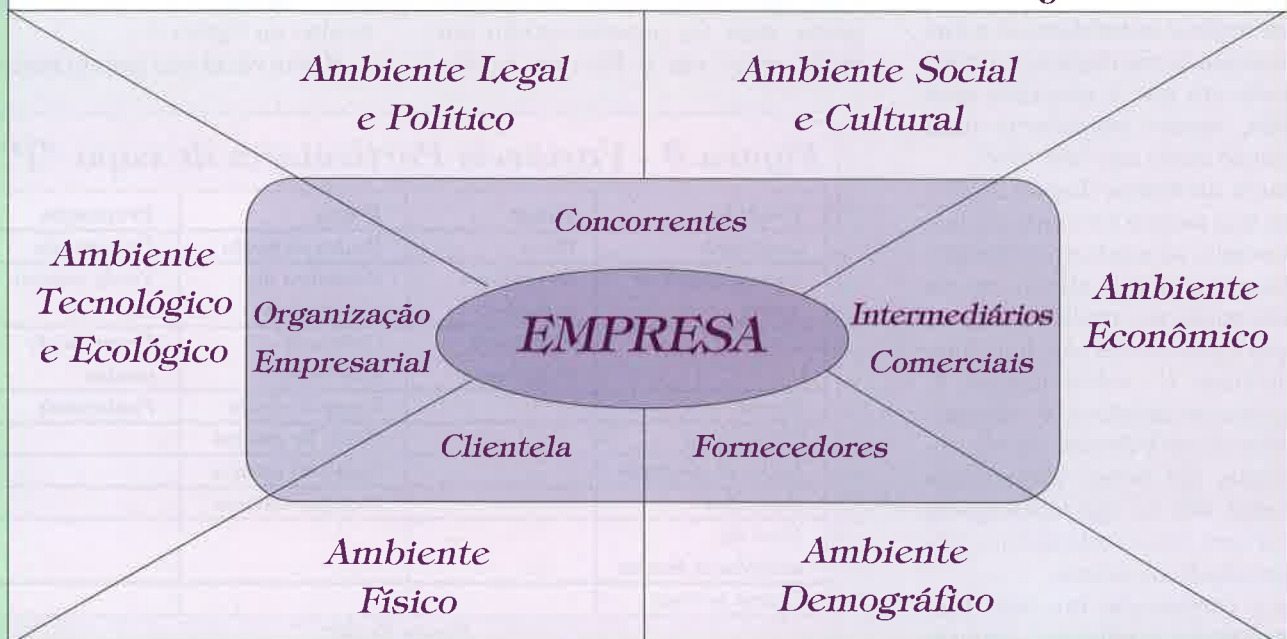 Ambiente Legal
e Político
Ambiente Social
e Cultural
Concorrentes
Ambiente
Tecnológico
e Ecológico
Organização
Empresarial
EMPRESA
Intermediários
Comerciais
Ambiente
Econômico
Clientela
Fornecedores
Ambiente
Físico
Ambiente
Demográfico